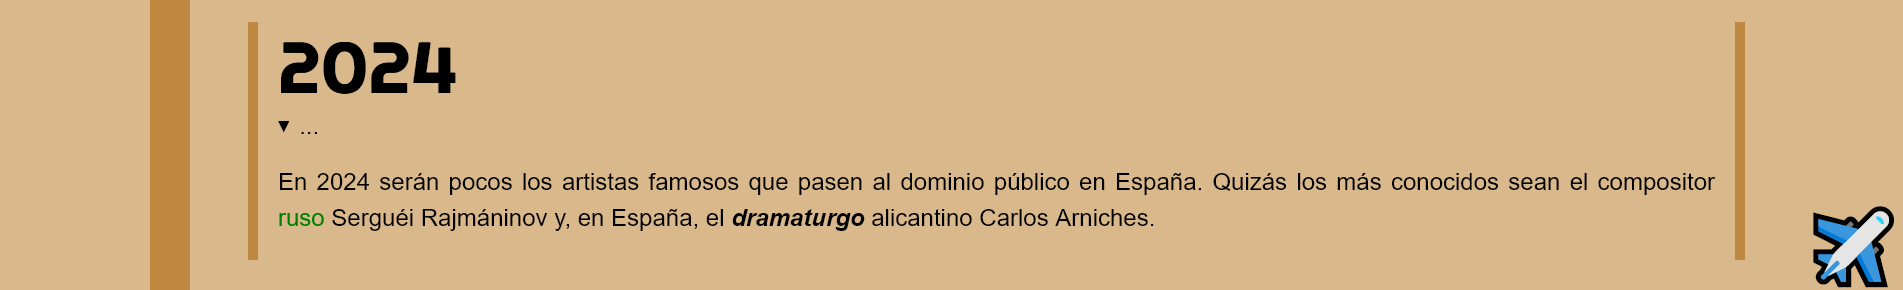 2024
▼ ...
En 2024 serán pocos los artistas famosos que pasen al dominio público en España. Quizás los más conocidos sean el compositor
ruso Serguéi Rajmáninov y, en España, el dramaturgo alicantino Carlos Arniches.